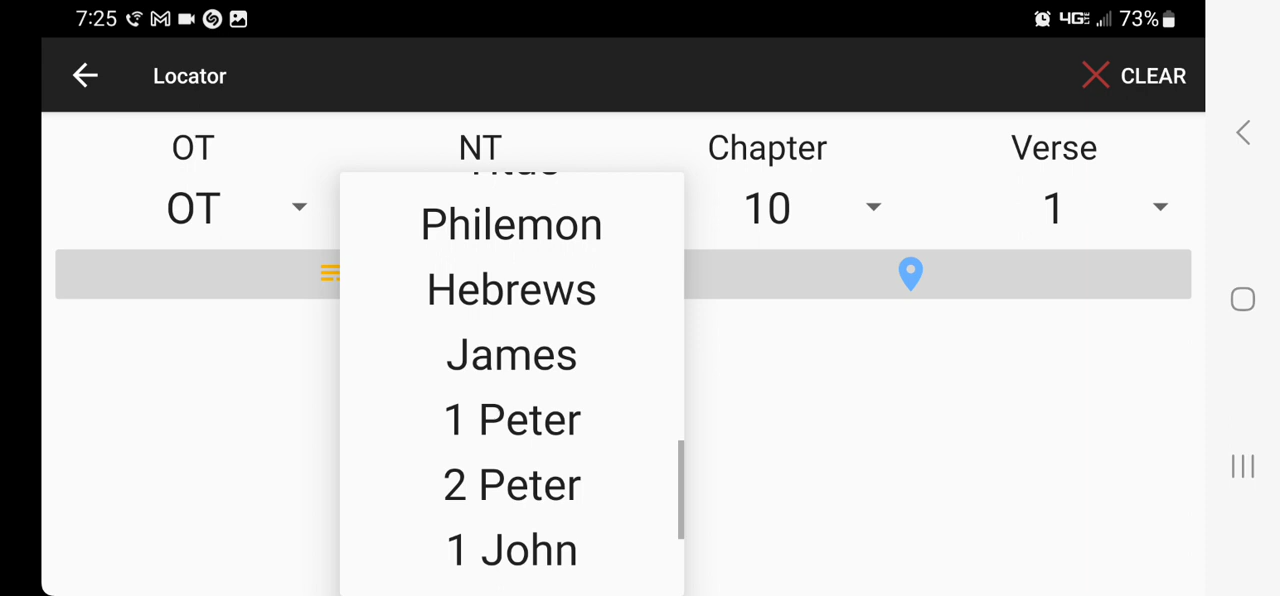 7:25 4GE 73%
Locator CLEAR
OT NT Chapter Verse
OT 10 1
Philemon
Hebrews
James
1 Peter
2 Peter
1 John